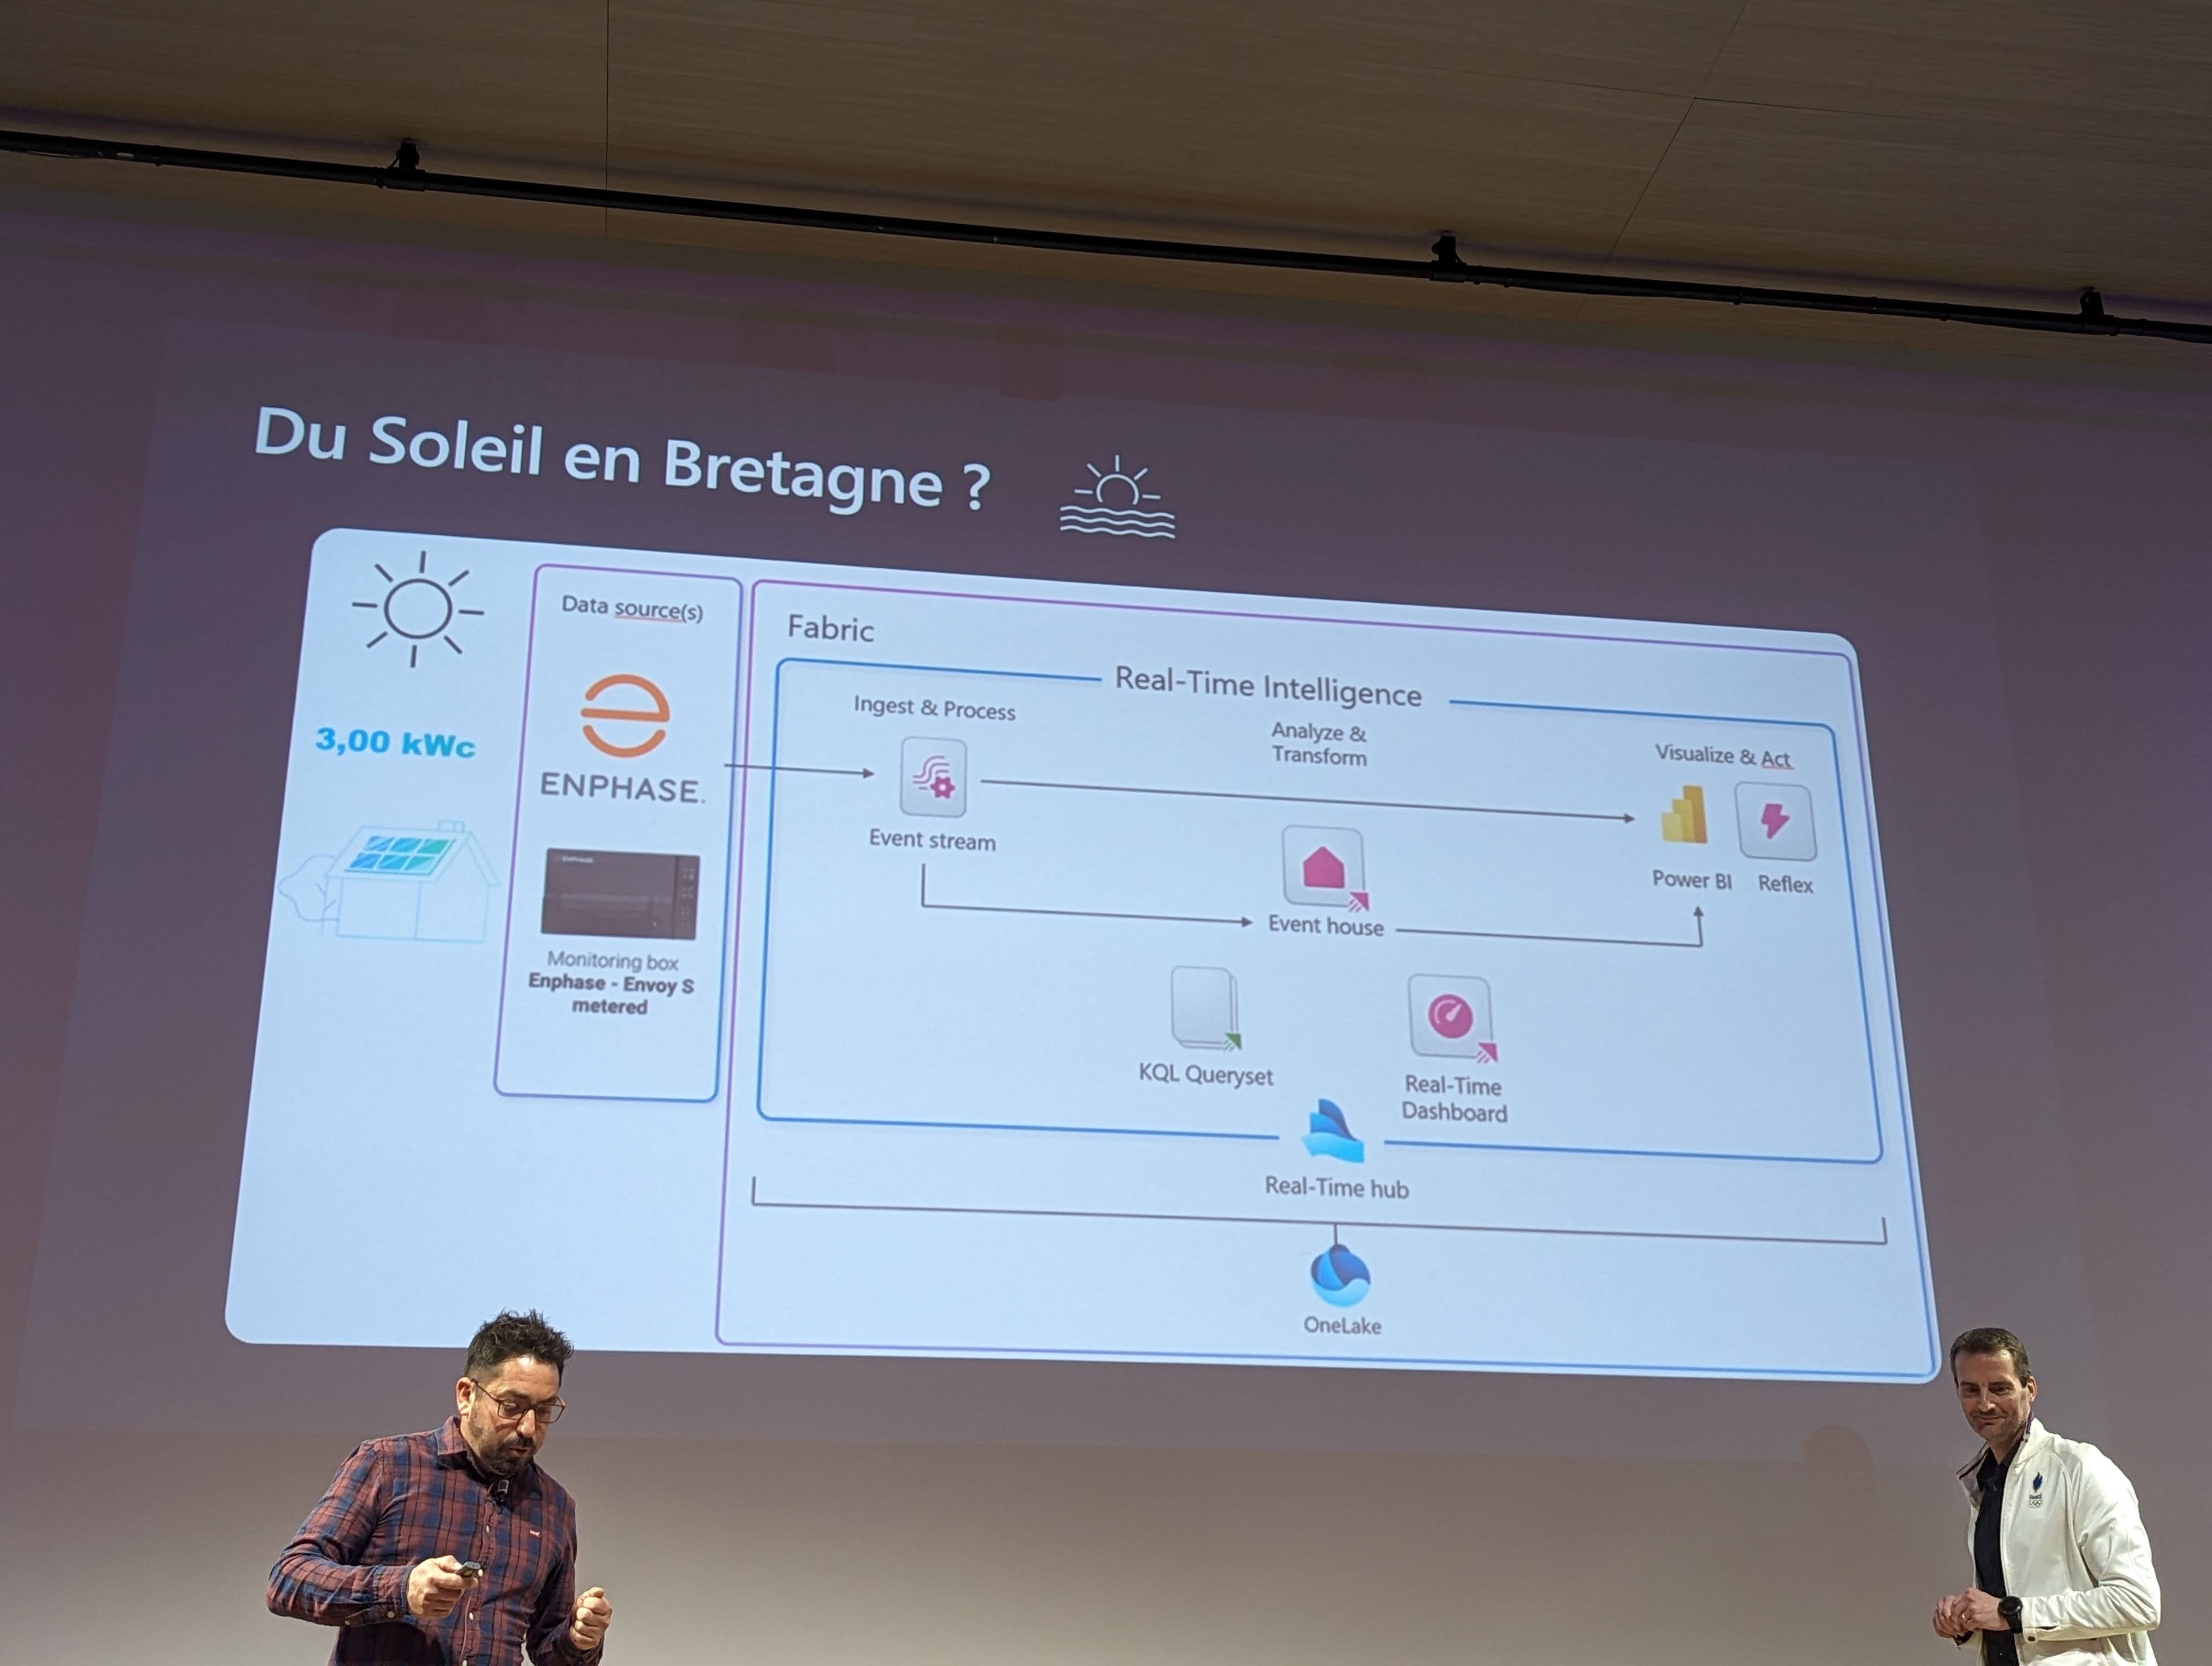 Du Soleil en Bretagne ?
3,00 kWc
Data source(s)
ENPHASE.
Monitoring box
Enphase - Envoy S
metered
Fabric
Real-Time Intelligence
Ingest & Process
Event stream
Analyze &
Transform
Event house
Visualize & Act
Power BI
Reflex
KQL Queryset
Real-Time
Dashboard
Real-Time hub
OneLake